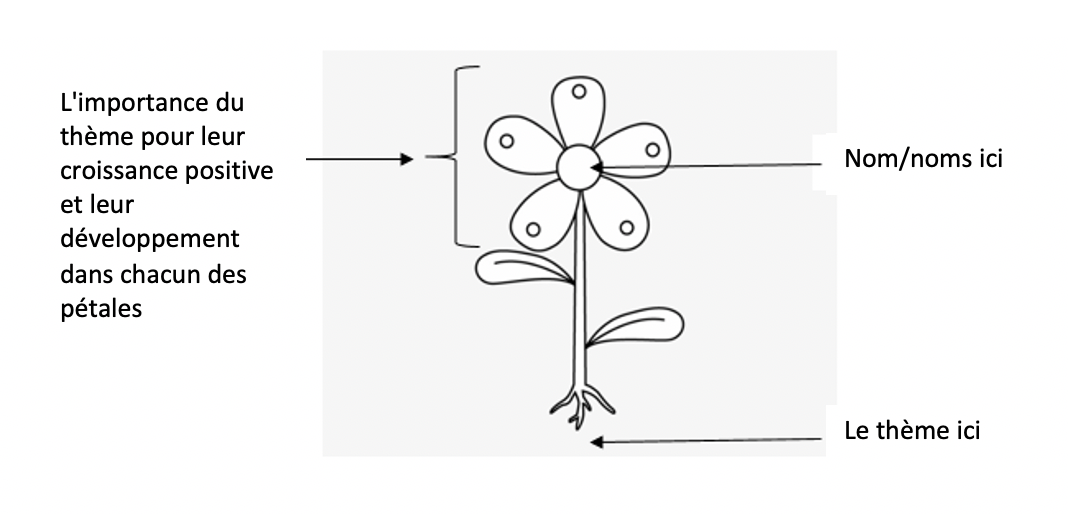 L'importance du
thème pour leur
croissance positive
et leur
développement
dans chacun des
pétales
Nom/noms ici
Le thème ici